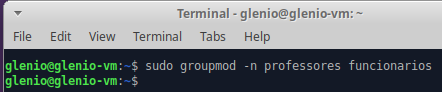 Terminal - glenio@glenio-vm: ~
File Edit View Terminal Tabs Help
glenio@glenio-vm:~$ sudo groupmod -n professores funcionarios
glenio@glenio-vm:~$